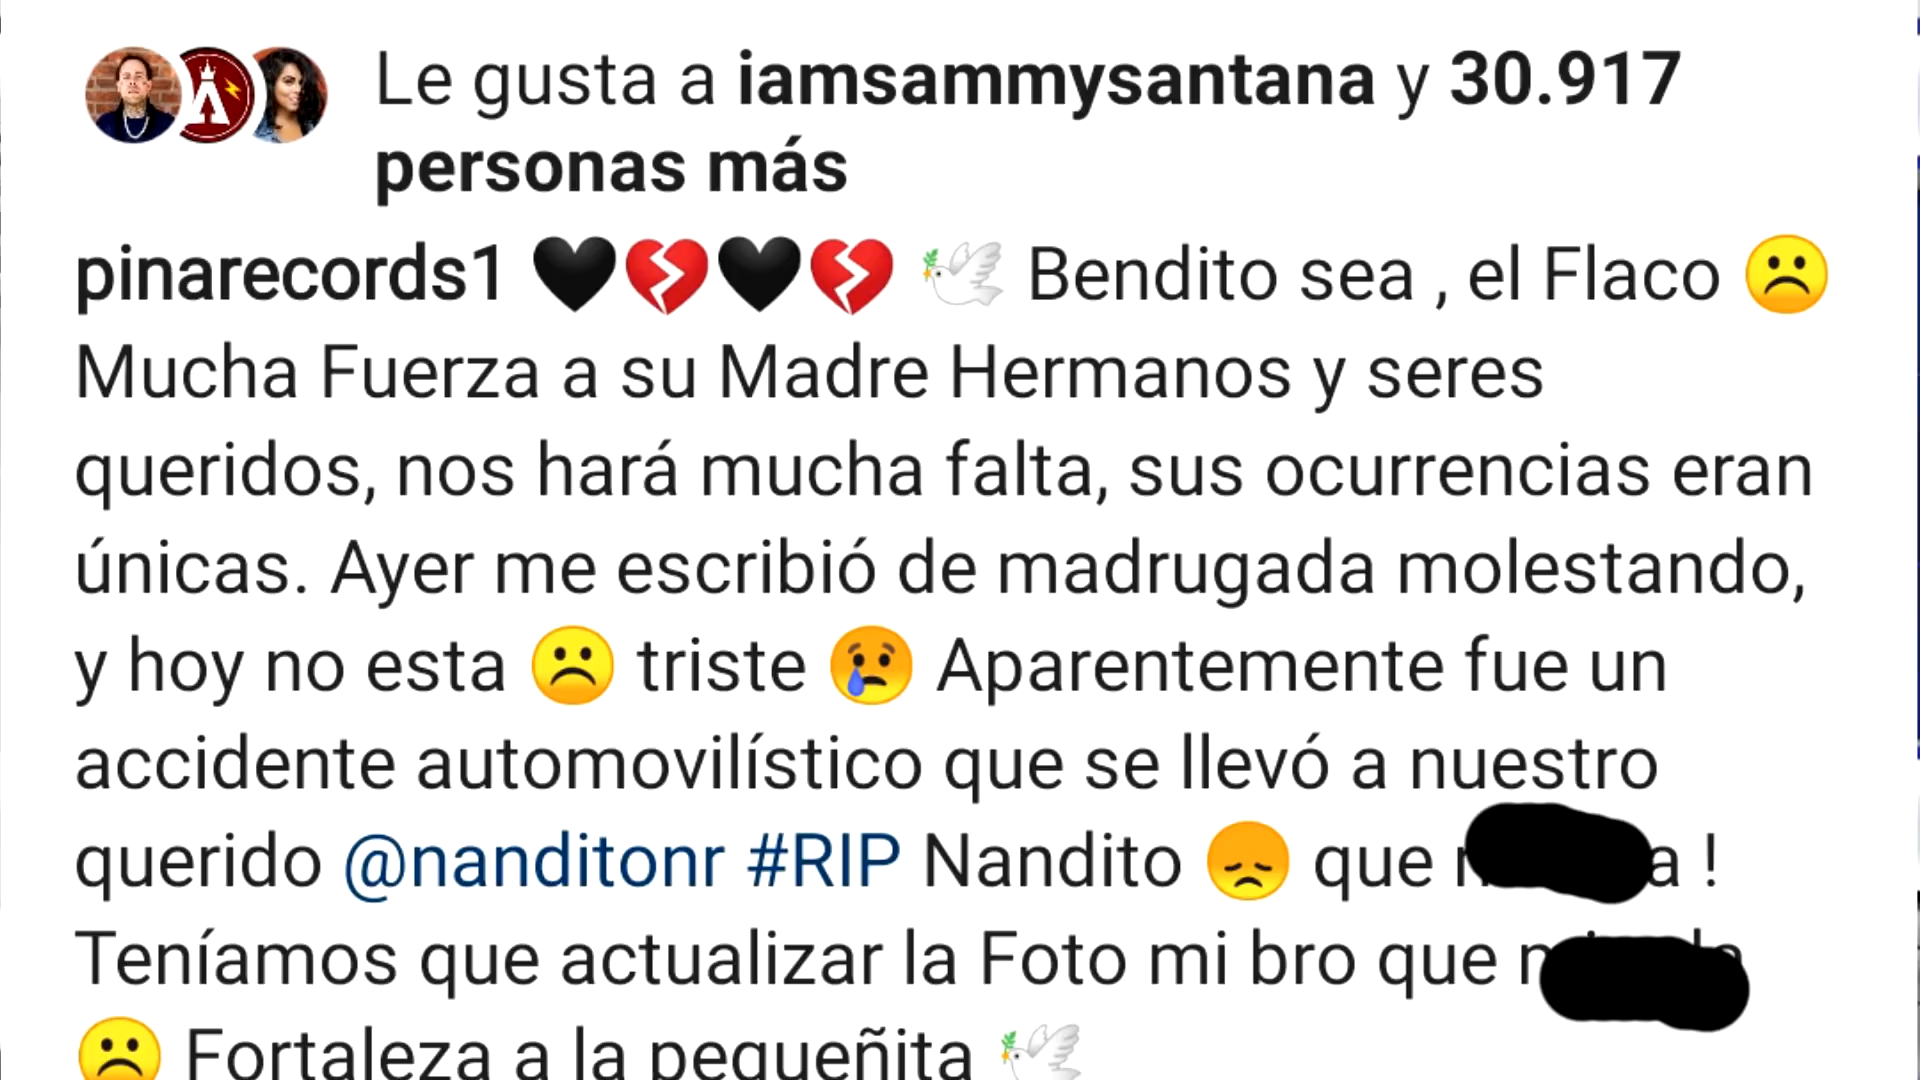 Le gusta a iamsammysantana y 30.917
personas más
pinarecords1 🖤💔🖤💔 🕊️ Bendito sea , el Flaco ☹️
Mucha Fuerza a su Madre Hermanos y seres
queridos, nos hará mucha falta, sus ocurrencias eran
únicas. Ayer me escribió de madrugada molestando,
y hoy no esta ☹️ triste 😢 Aparentemente fue un
accidente automovilístico que se llevó a nuestro
querido @nanditonr #RIP Nandito 😞 que !
Teníamos que actualizar la Foto mi bro que
☹️ Fortaleza a la pequeñita 🕊️